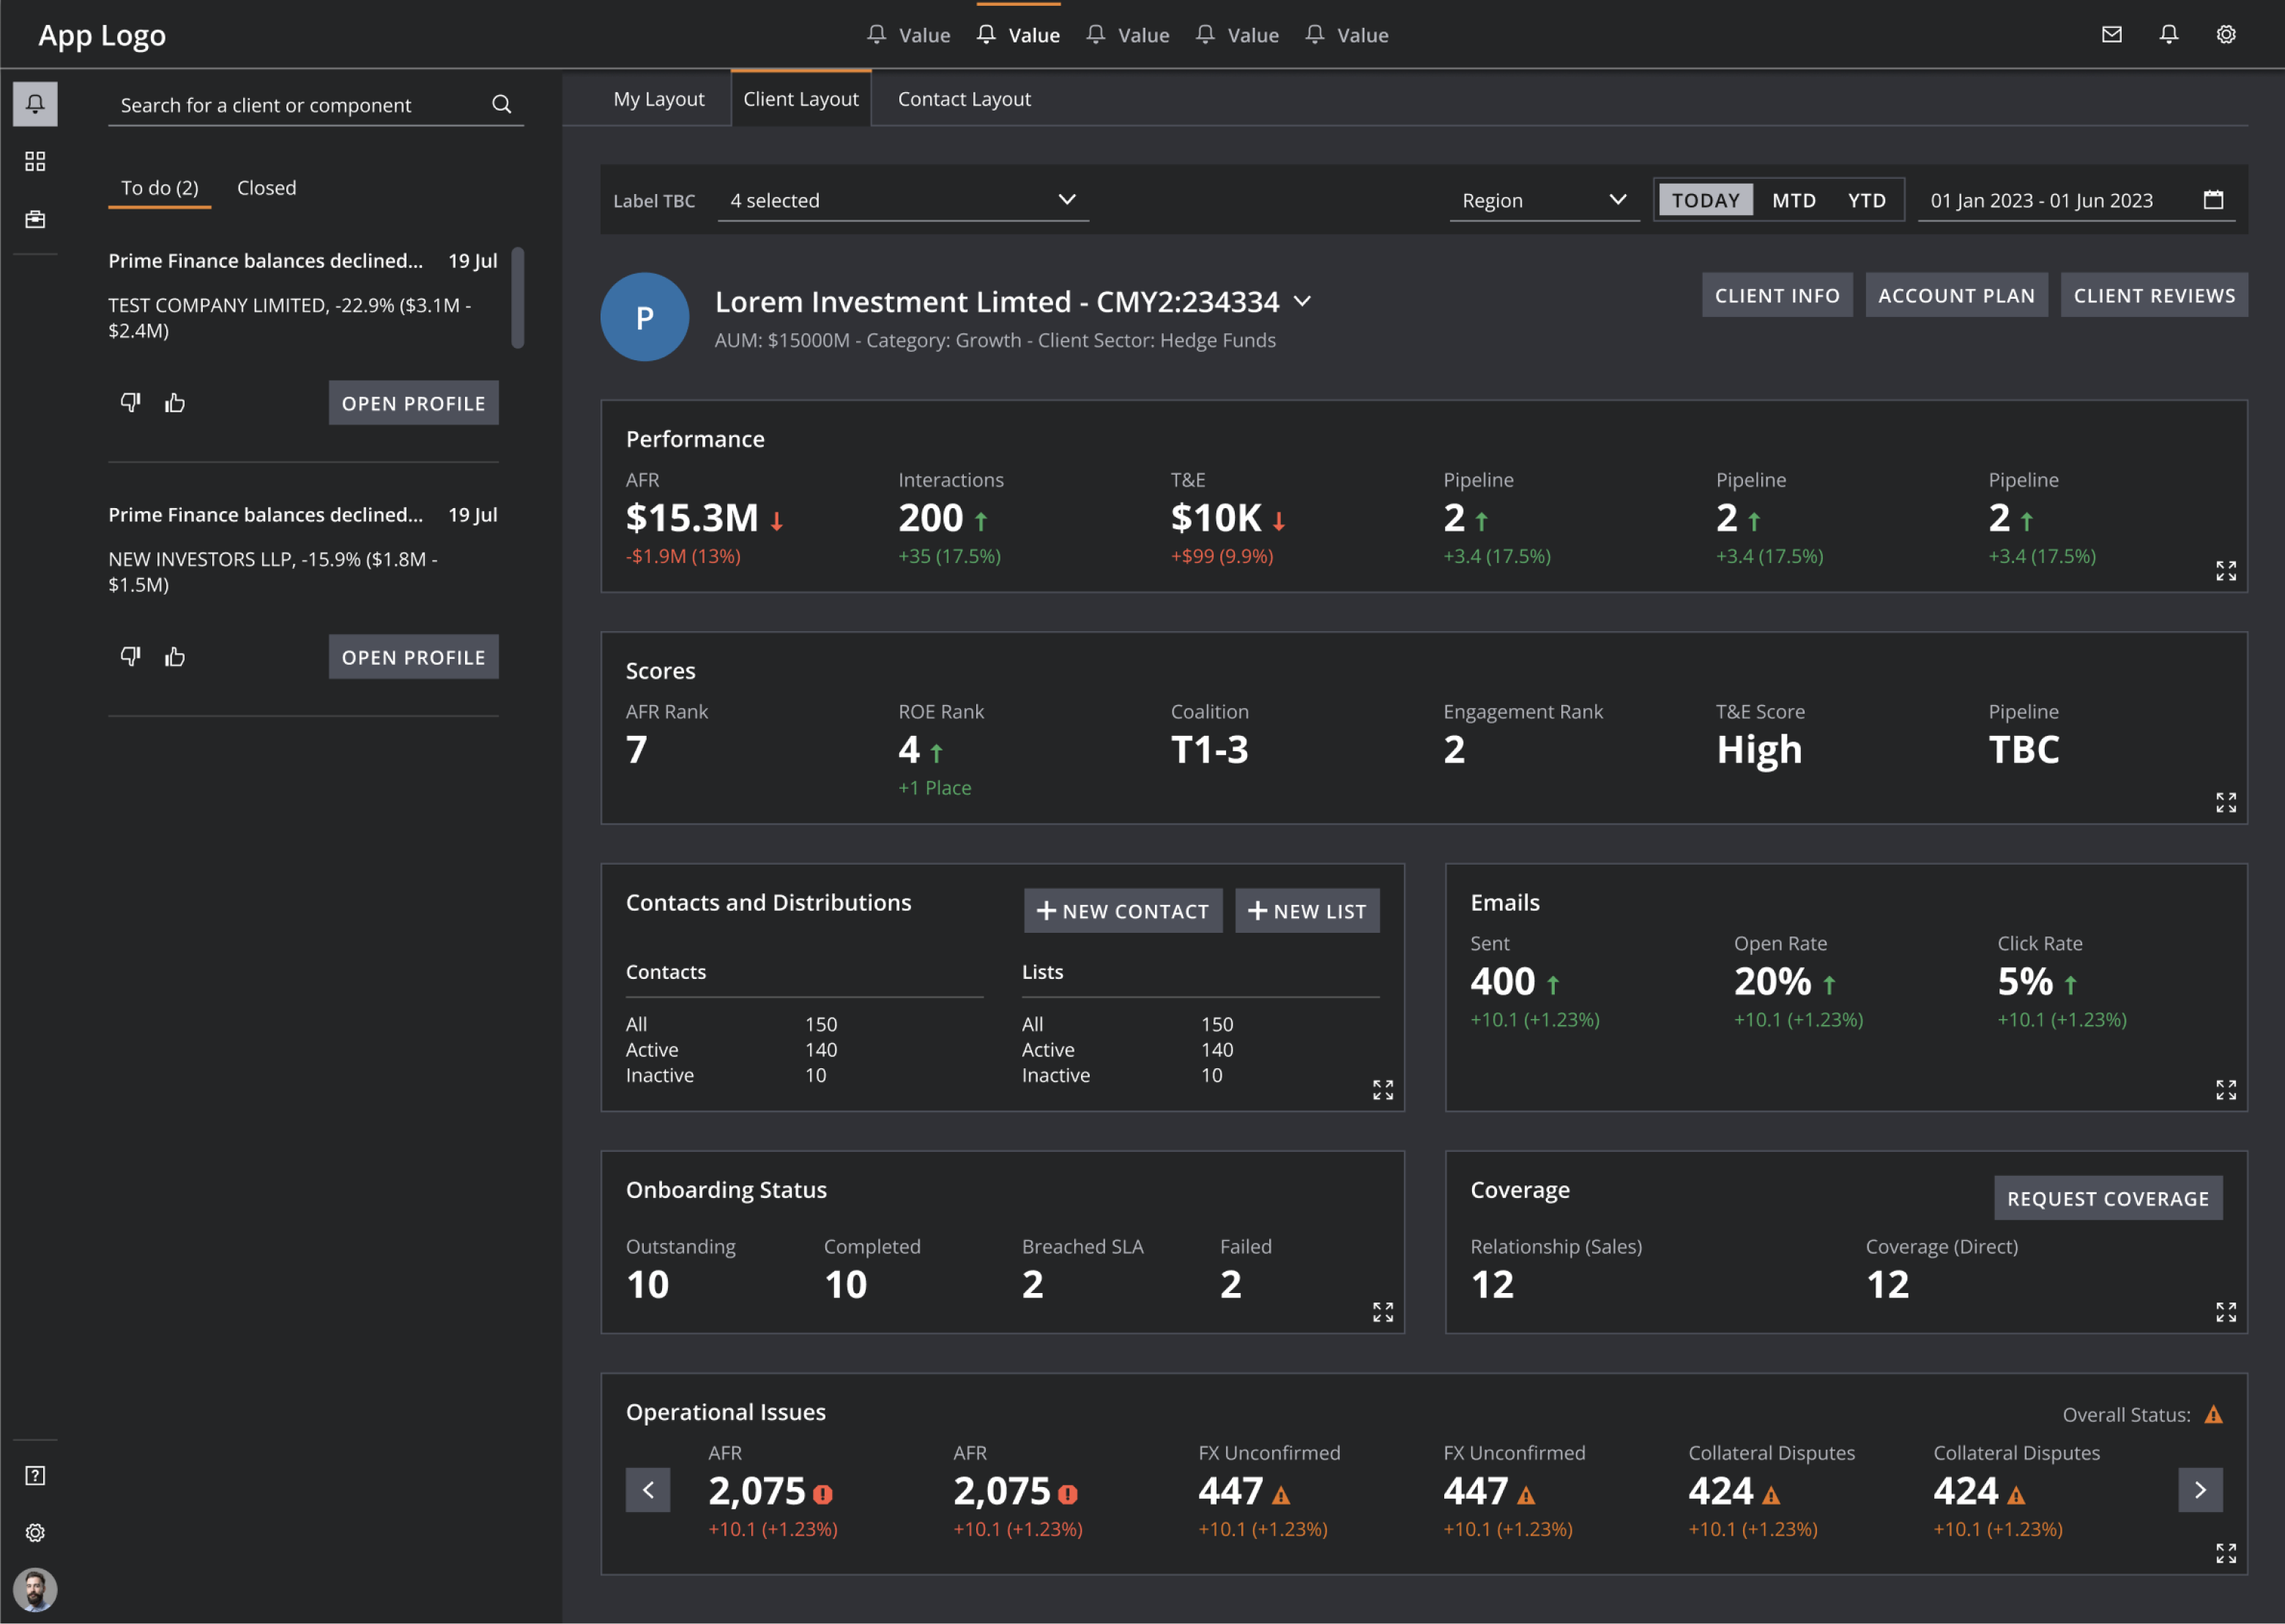 App Logo
Value
Value
Value
Value
Value
Search for a client or component
To do (2)
Closed
Prime Finance balances declined...
19 Jul
TEST COMPANY LIMITED, -22.9% ($3.1M -
$2.4M)
OPEN PROFILE
Prime Finance balances declined...
19 Jul
NEW INVESTORS LLP, -15.9% ($1.8M -
$1.5M)
OPEN PROFILE
My Layout
Client Layout
Contact Layout
Label TBC
4 selected
Region
TODAY
MTD
YTD
01 Jan 2023 - 01 Jun 2023
P
Lorem Investment Limted - CMY2:234334
AUM: $15000M - Category: Growth - Client Sector: Hedge Funds
CLIENT INFO
ACCOUNT PLAN
CLIENT REVIEWS
Performance
AFR
$15.3M
-$1.9M (13%)
Interactions
200
+35 (17.5%)
T&E
$10K
+$99 (9.9%)
Pipeline
2
+3.4 (17.5%)
Pipeline
2
+3.4 (17.5%)
Pipeline
2
+3.4 (17.5%)
Scores
AFR Rank
7
ROE Rank
4
+1 Place
Coalition
T1-3
Engagement Rank
2
T&E Score
High
Pipeline
TBC
Contacts and Distributions
NEW CONTACT
NEW LIST
Contacts
All 150
Active 140
Inactive 10
Lists
All 150
Active 140
Inactive 10
Emails
Sent
400
+10.1 (+1.23%)
Open Rate
20%
+10.1 (+1.23%)
Click Rate
5%
+10.1 (+1.23%)
Onboarding Status
Outstanding
10
Completed
10
Breached SLA
2
Failed
2
Coverage
REQUEST COVERAGE
Relationship (Sales)
12
Coverage (Direct)
12
Operational Issues
Overall Status:
AFR
2,075
+10.1 (+1.23%)
AFR
2,075
+10.1 (+1.23%)
FX Unconfirmed
447
+10.1 (+1.23%)
FX Unconfirmed
447
+10.1 (+1.23%)
Collateral Disputes
424
+10.1 (+1.23%)
Collateral Disputes
424
+10.1 (+1.23%)